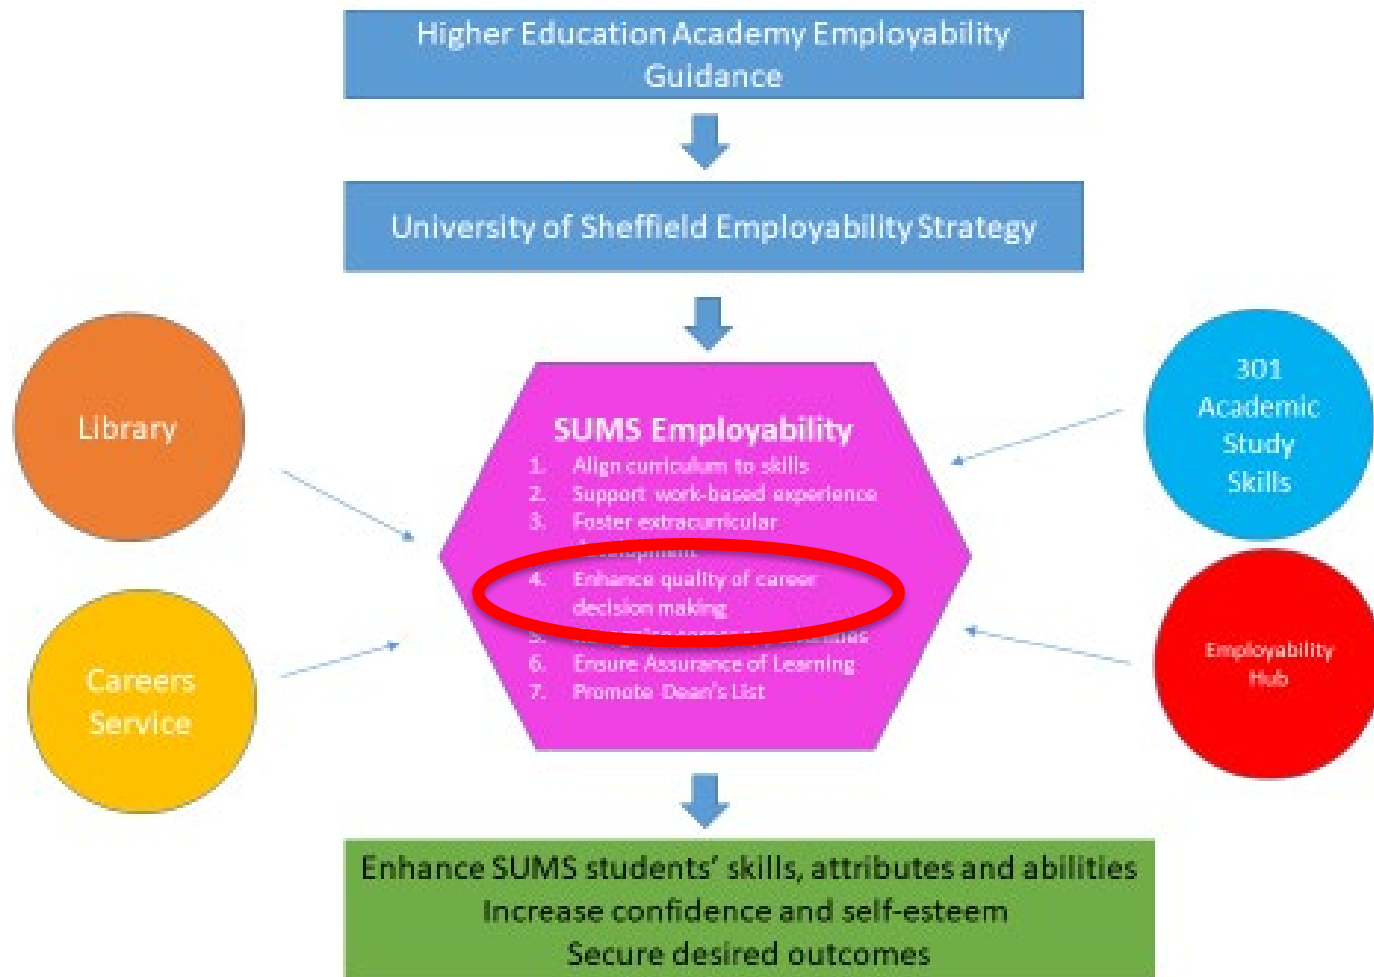 Higher Education Academy Employability
Guidance
University of Sheffield Employability Strategy
Library
Careers
Service
SUMS Employability
1. Align curriculum to skills
2. Support work-based experience
3. Foster extracurricular
development
4. Enhance quality of career
decision making
5. career
6. Ensure Assurance of Learning
7. Promote Dean's List
301
Academic
Study
Skills
Employability
Hub
Enhance SUMS students' skills, attributes and abilities
Increase confidence and self-esteem
Secure desired outcomes